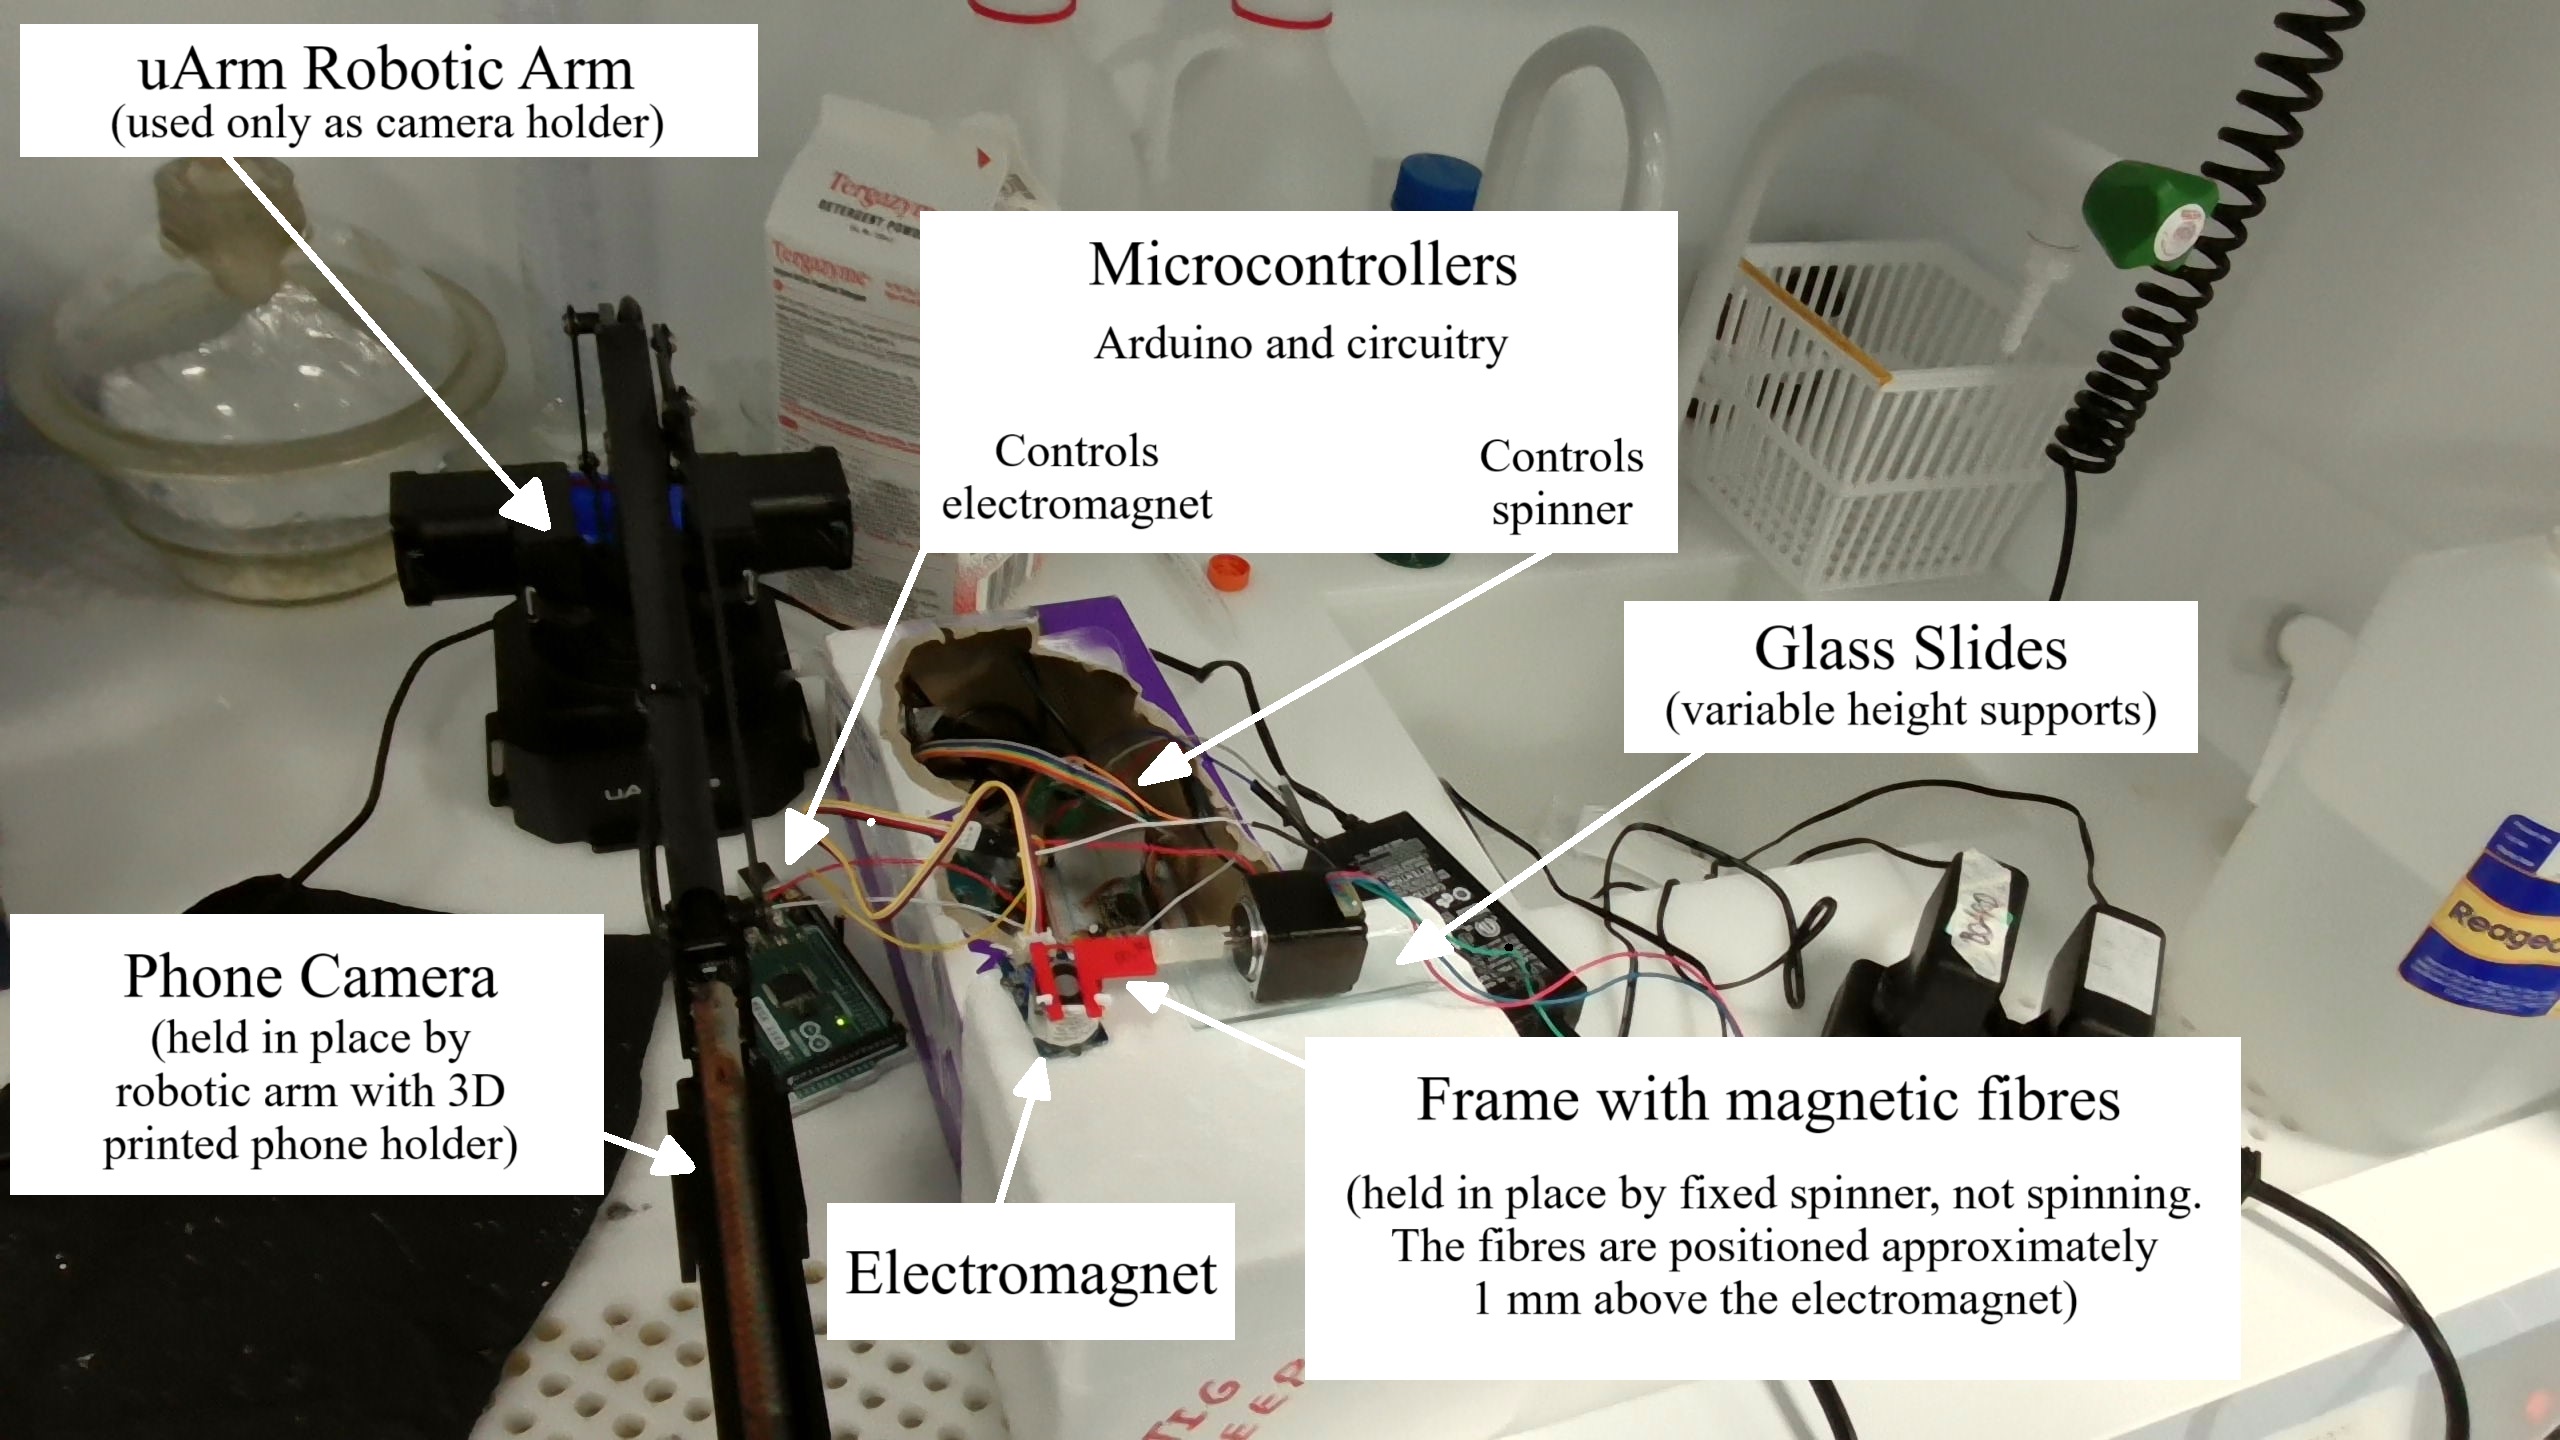 uArm Robotic Arm
(used only as camera holder)
Tergazyme
DETERGENT POWDER
Tergazyme
Microcontrollers
Arduino and circuitry
Controls
electromagnet
Controls
spinner
Glass Slides
(variable height supports)
UA
Phone Camera
(held in place by
robotic arm with 3D
printed phone holder)
Electromagnet
Frame with magnetic fibres
(held in place by fixed spinner, not spinning.
The fibres are positioned approximately
1 mm above the electromagnet)
Reage